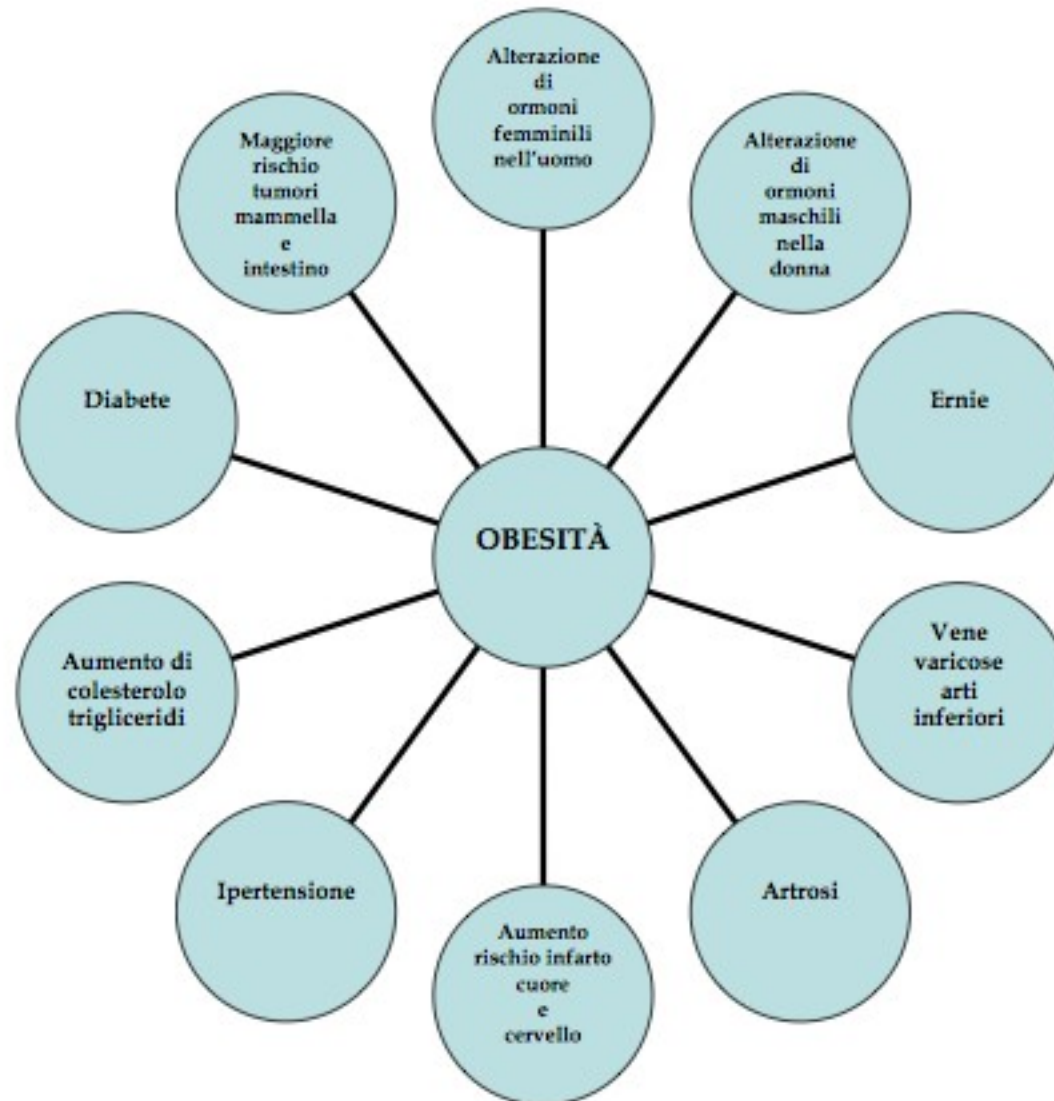 Alterazione
di
ormoni
femminili
nell'uomo
Alterazione
di
ormoni
maschili
nella
donna
Ernie
Vene
varicose
arti
inferiori
Artrosi
Aumento
rischio infarto
cuore
e
cervello
Ipertensione
Aumento di
colesterolo
trigliceridi
Diabete
Maggiore
rischio
tumori
mammella
e
intestino
OBESITÀ